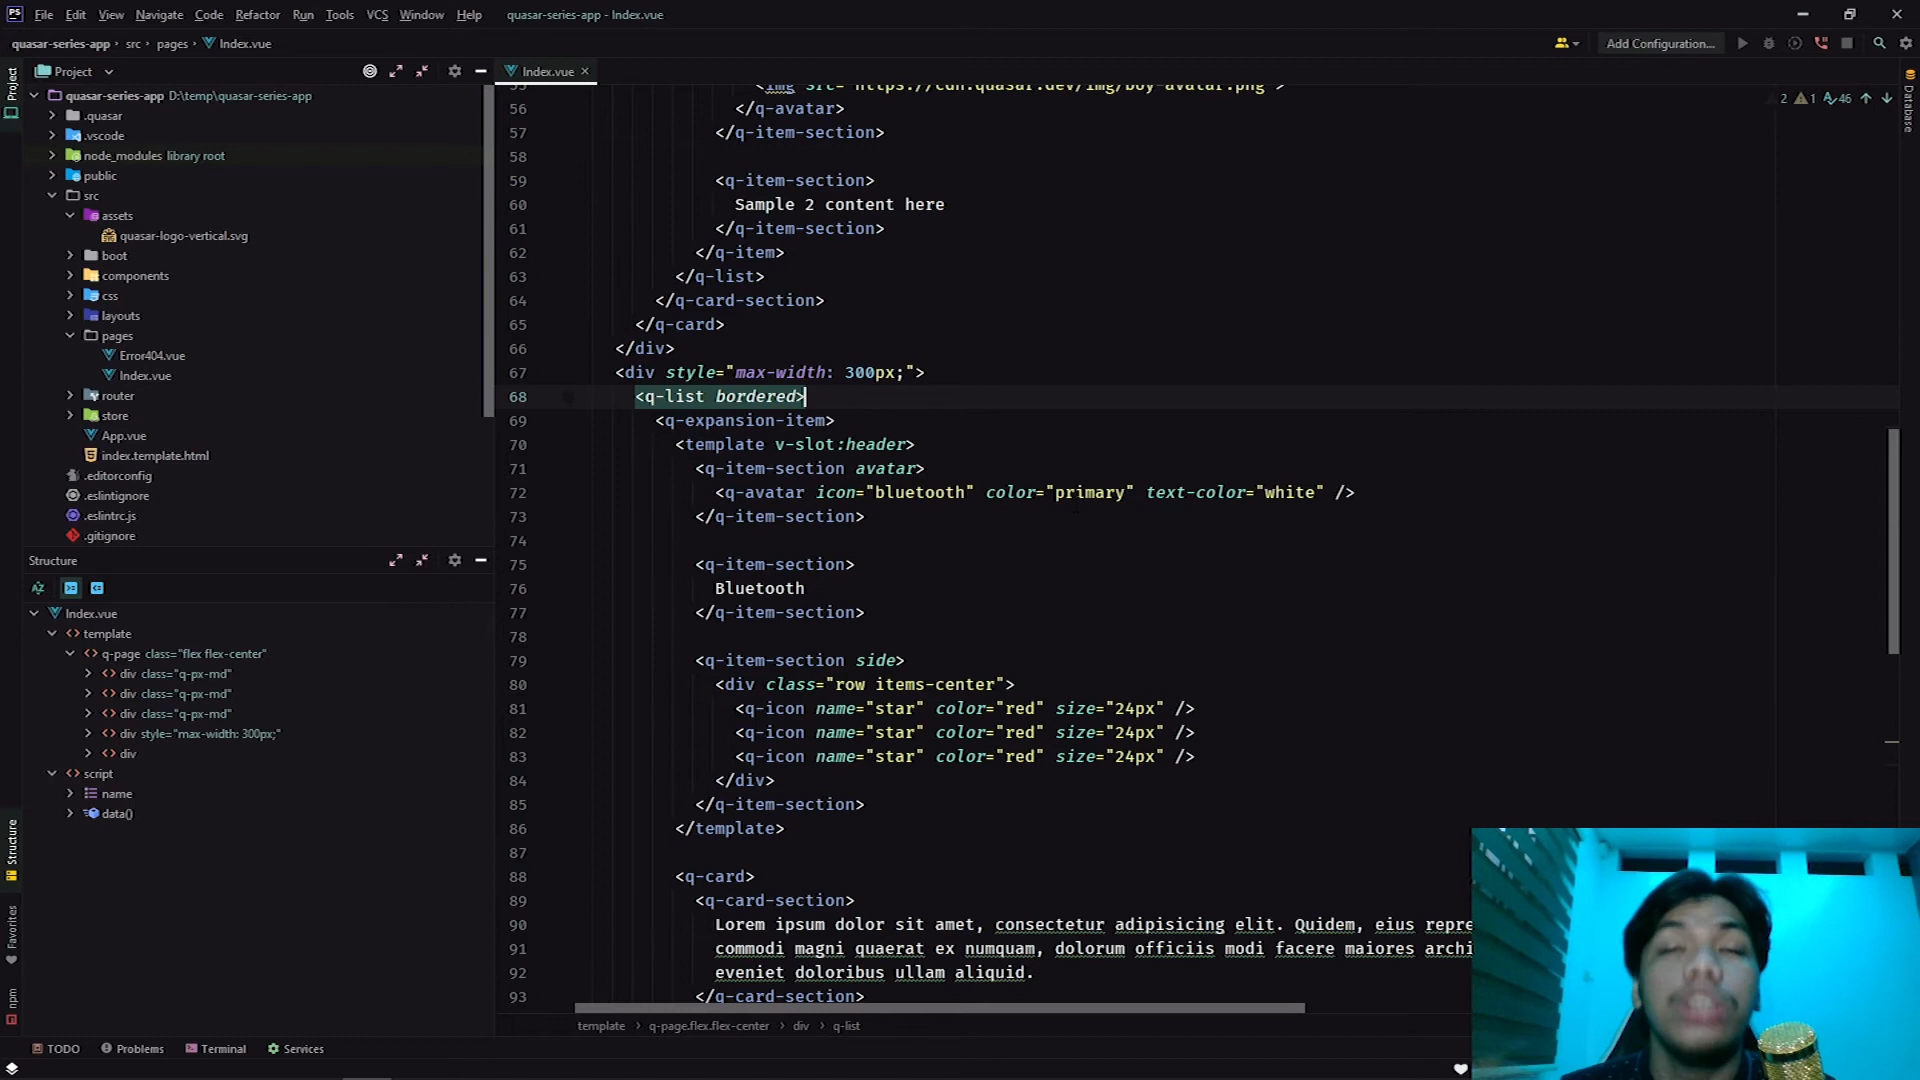 PS File Edit View Navigate Code Refactor Run Tools VCS Window Help quasar-series-app - Index.vue
quasar-series-app › src › pages › Index.vue Add Configuration...
Project
Project
Index.vue
Database
quasar-series-app D:\temp\quasar-series-app
.quasar
.vscode
node_modules library root
public
src
assets
quasar-logo-vertical.svg
boot
components
css
layouts
pages
Error404.vue
Index.vue
router
store
App.vue
index.template.html
.editorconfig
.eslintignore
.eslintrc.js
.gitignore
Structure
Index.vue
template
q-page class="flex flex-center"
div class="q-px-md"
div class="q-px-md"
div class="q-px-md"
div style="max-width: 300px;"
div
script
name
data()
Structure
Favorites
npm
2 1 46
55 <img src="https://cdn.quasar.dev/img/boy-avatar.png">
56 </q-avatar>
57 </q-item-section>
58
59 <q-item-section>
60 Sample 2 content here
61 </q-item-section>
62 </q-item>
63 </q-list>
64 </q-card-section>
65 </q-card>
66 </div>
67 <div style="max-width: 300px;">
68 <q-list bordered>
69 <q-expansion-item>
70 <template v-slot:header>
71 <q-item-section avatar>
72 <q-avatar icon="bluetooth" color="primary" text-color="white" />
73 </q-item-section>
74
75 <q-item-section>
76 Bluetooth
77 </q-item-section>
78
79 <q-item-section side>
80 <div class="row items-center">
81 <q-icon name="star" color="red" size="24px" />
82 <q-icon name="star" color="red" size="24px" />
83 <q-icon name="star" color="red" size="24px" />
84 </div>
85 </q-item-section>
86 </template>
87
88 <q-card>
89 <q-card-section>
90 Lorem ipsum dolor sit amet, consectetur adipisicing elit. Quidem, eius repre
91 commodi magni quaerat ex numquam, dolorum officiis modi facere maiores archi
92 eveniet doloribus ullam aliquid.
93 </q-card-section>
template › q-page.flex.flex-center › div › q-list
TODO Problems Terminal Services